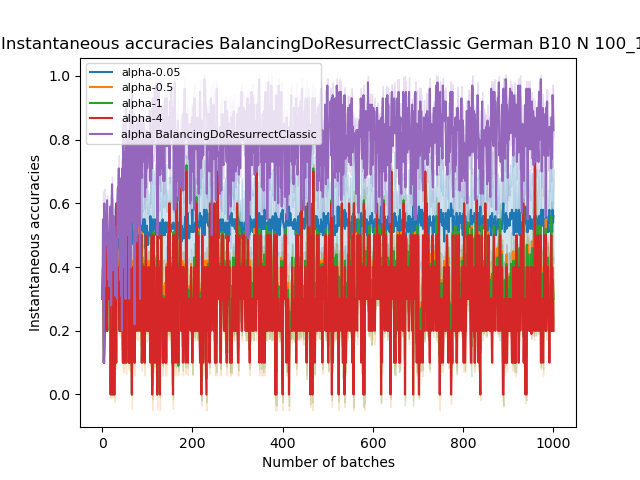 Instantaneous accuracies BalancingDoResurrectClassic German B10 N 100_1
alpha-0.05
alpha-0.5
alpha-1
alpha-4
alpha BalancingDoResurrectClassic
1.0
0.8
0.6
0.4
0.2
0.0
Instantaneous accuracies
0 200 400 600 800 1000
Number of batches